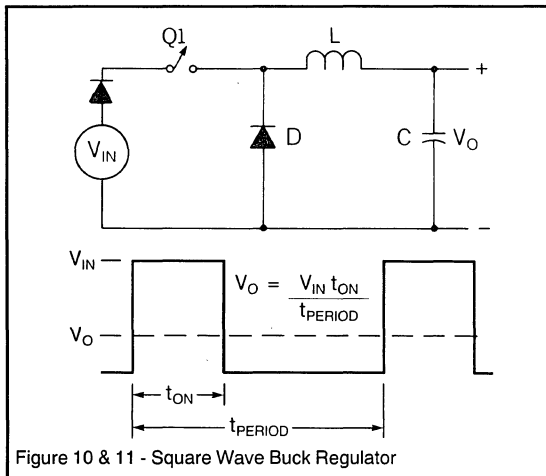 Q1
L
+
V_IN
D
C
V_O
−
V_IN
V_O = V_IN t_ON / t_PERIOD
V_O
t_ON
t_PERIOD
Figure 10 & 11 - Square Wave Buck Regulator